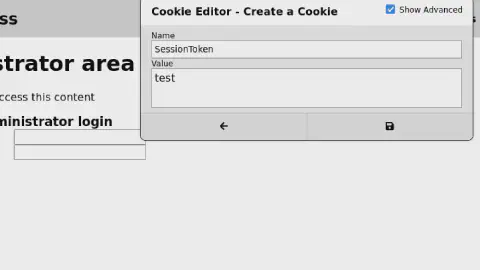 ss
Cookie Editor - Create a Cookie
Show Advanced
s
Name
SessionToken
strator area
Value
test
ccess this content
ministrator login